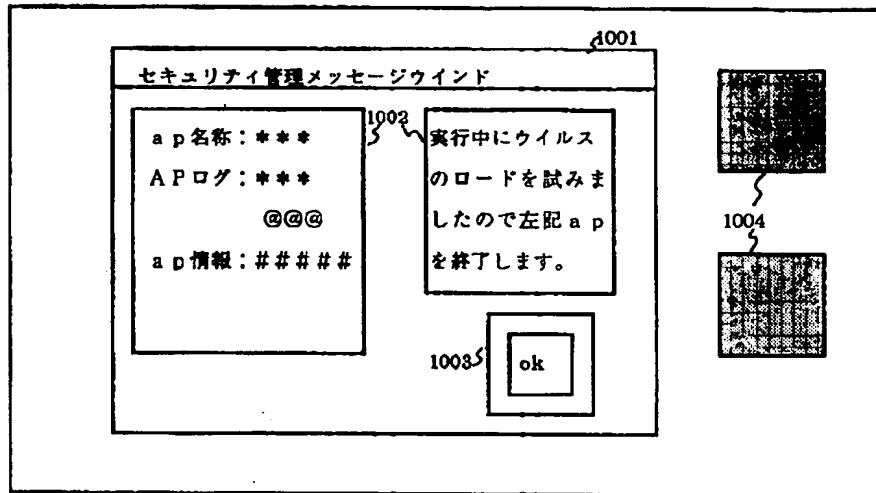 1001
セキュリティ管理メッセージウインド
ap名称：＊＊＊
APログ：＊＊＊
@@@
ap情報：#####
1002
実行中にウイルス
のロードを試みま
したので左記ap
を終了します。
1003
ok
1004